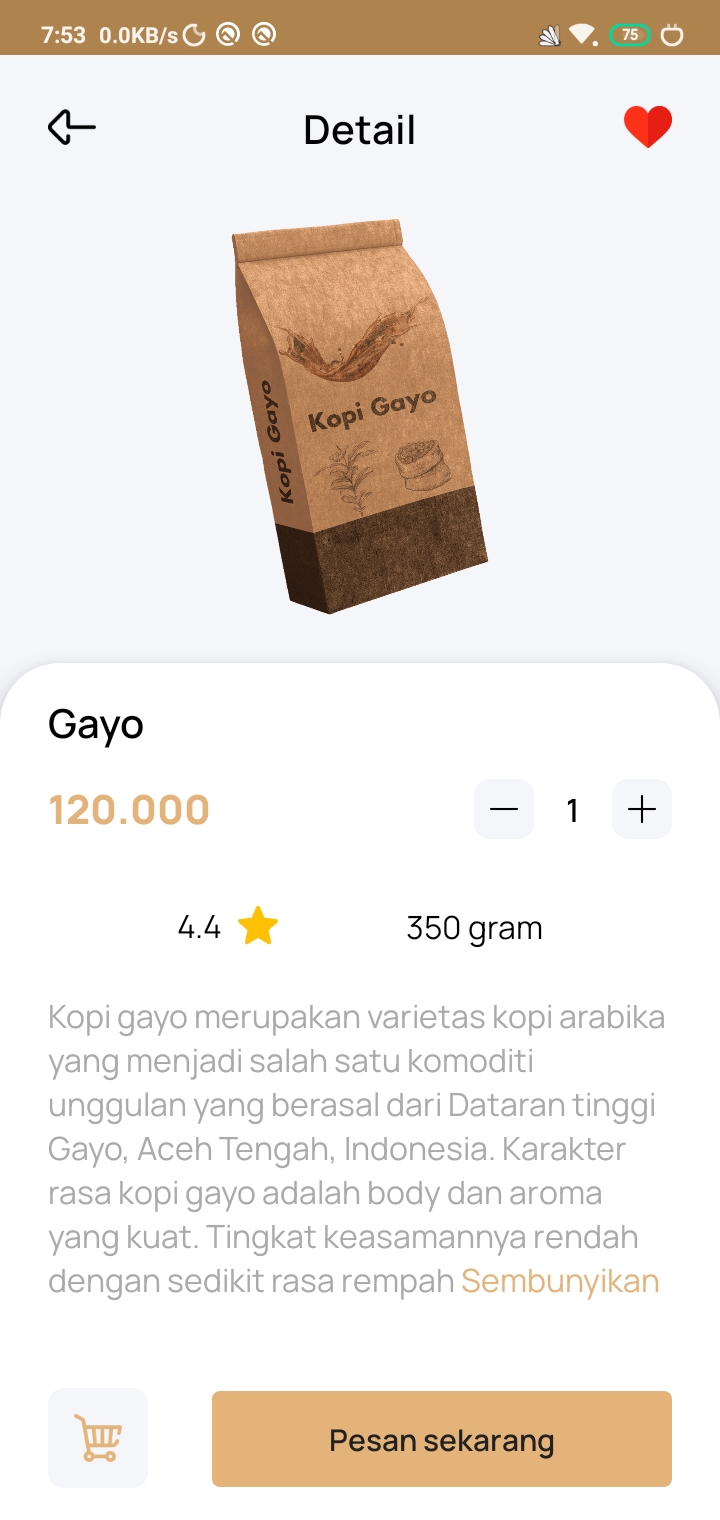 7:53 0.0KB/s 75
Detail
Kopi Gayo
Kopi Gayo
Gayo
120.000
1
4.4 350 gram
Kopi gayo merupakan varietas kopi arabika
yang menjadi salah satu komoditi
unggulan yang berasal dari Dataran tinggi
Gayo, Aceh Tengah, Indonesia. Karakter
rasa kopi gayo adalah body dan aroma
yang kuat. Tingkat keasamannya rendah
dengan sedikit rasa rempah Sembunyikan
Pesan sekarang